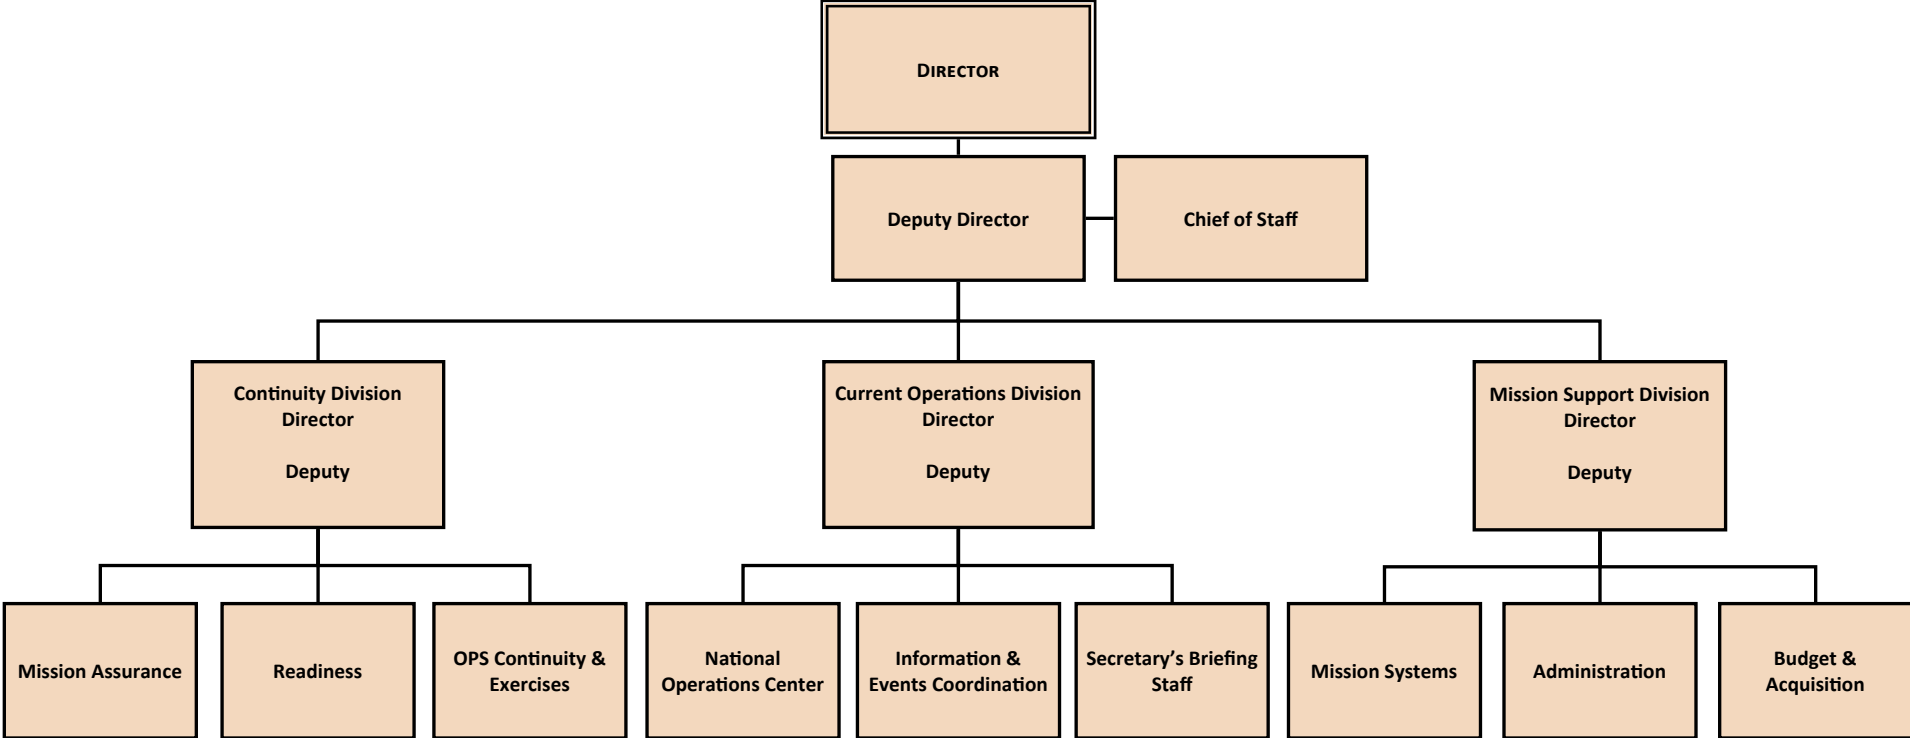 DIRECTOR
Deputy Director
Chief of Staff
Continuity Division
Director
Deputy
Current Operations Division
Director
Deputy
Mission Support Division
Director
Deputy
Mission Assurance
Readiness
OPS Continuity &
Exercises
National
Operations Center
Information &
Events Coordination
Secretary’s Briefing
Staff
Mission Systems
Administration
Budget &
Acquisition